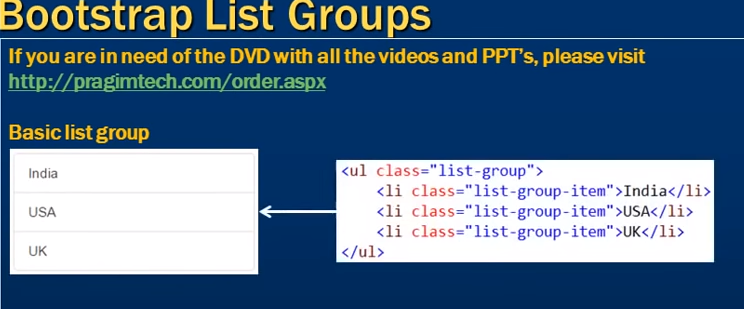 Bootstrap List Groups
If you are in need of the DVD with all the videos and PPT's, please visit
http://pragimtech.com/order.aspx
Basic list group
India
USA
UK
<ul class="list-group">
    <li class="list-group-item">India</li>
    <li class="list-group-item">USA</li>
    <li class="list-group-item">UK</li>
</ul>